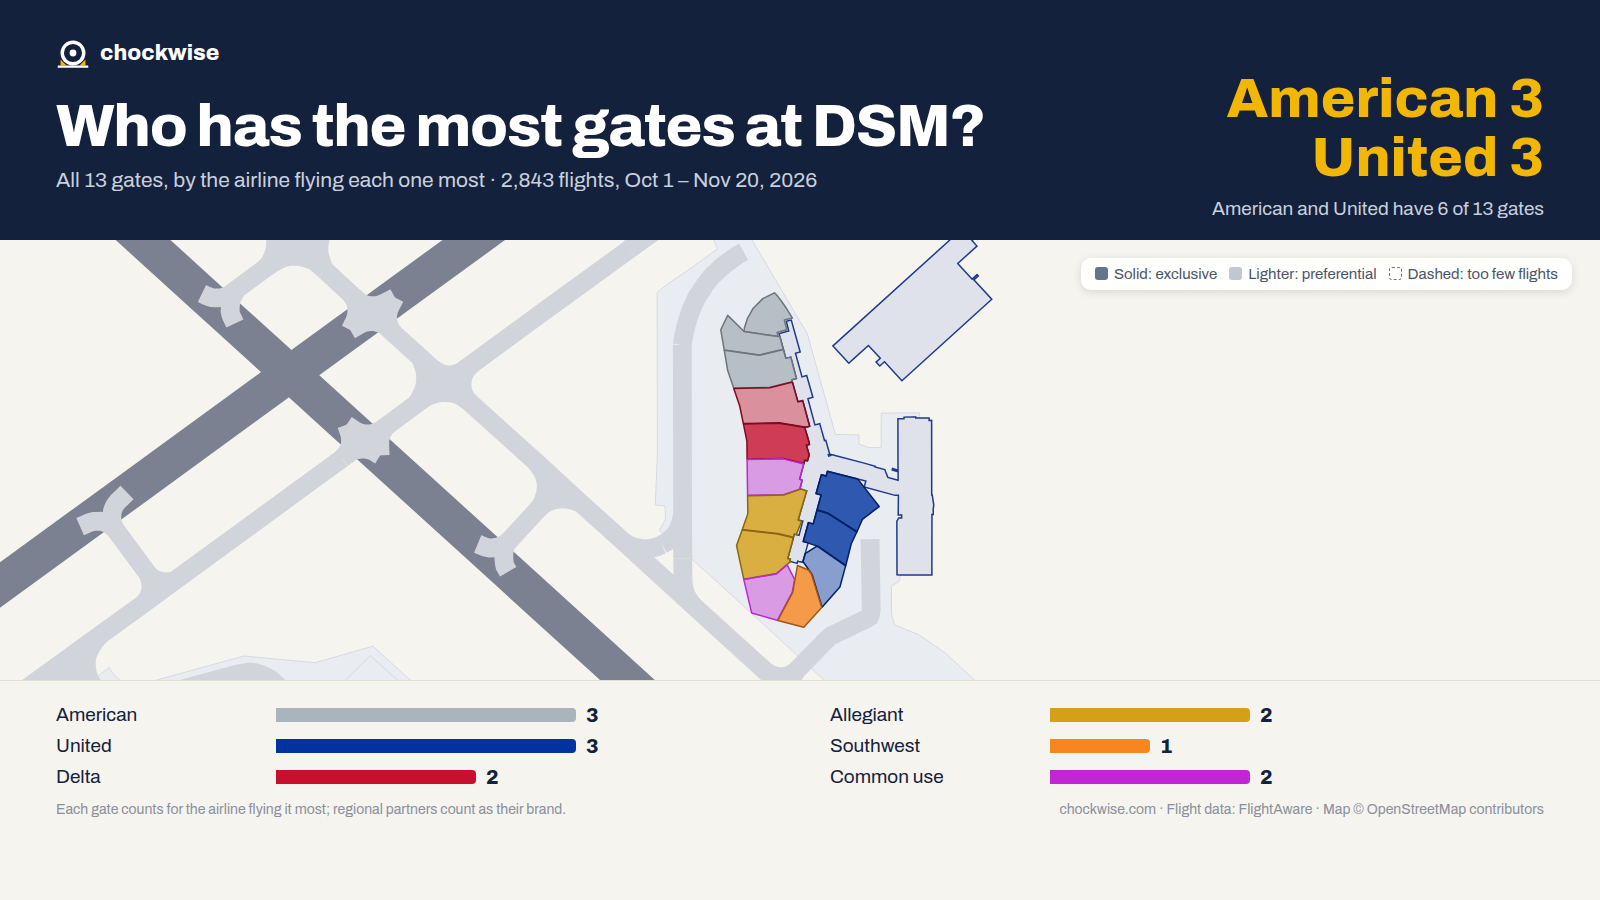 chockwise
Who has the most gates at DSM?
All 13 gates, by the airline flying each one most · 2,843 flights, Oct 1 – Nov 20, 2026
American 3
United 3
American and United have 6 of 13 gates
Solid: exclusive
Lighter: preferential
Dashed: too few flights
American 3
United 3
Delta 2
Allegiant 2
Southwest 1
Common use 2
Each gate counts for the airline flying it most; regional partners count as their brand.
chockwise.com · Flight data: FlightAware · Map © OpenStreetMap contributors